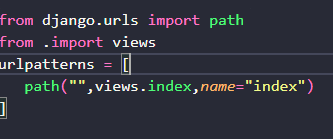 from django.urls import path
from .import views
urlpatterns = [
    path("",views.index,name="index")
]